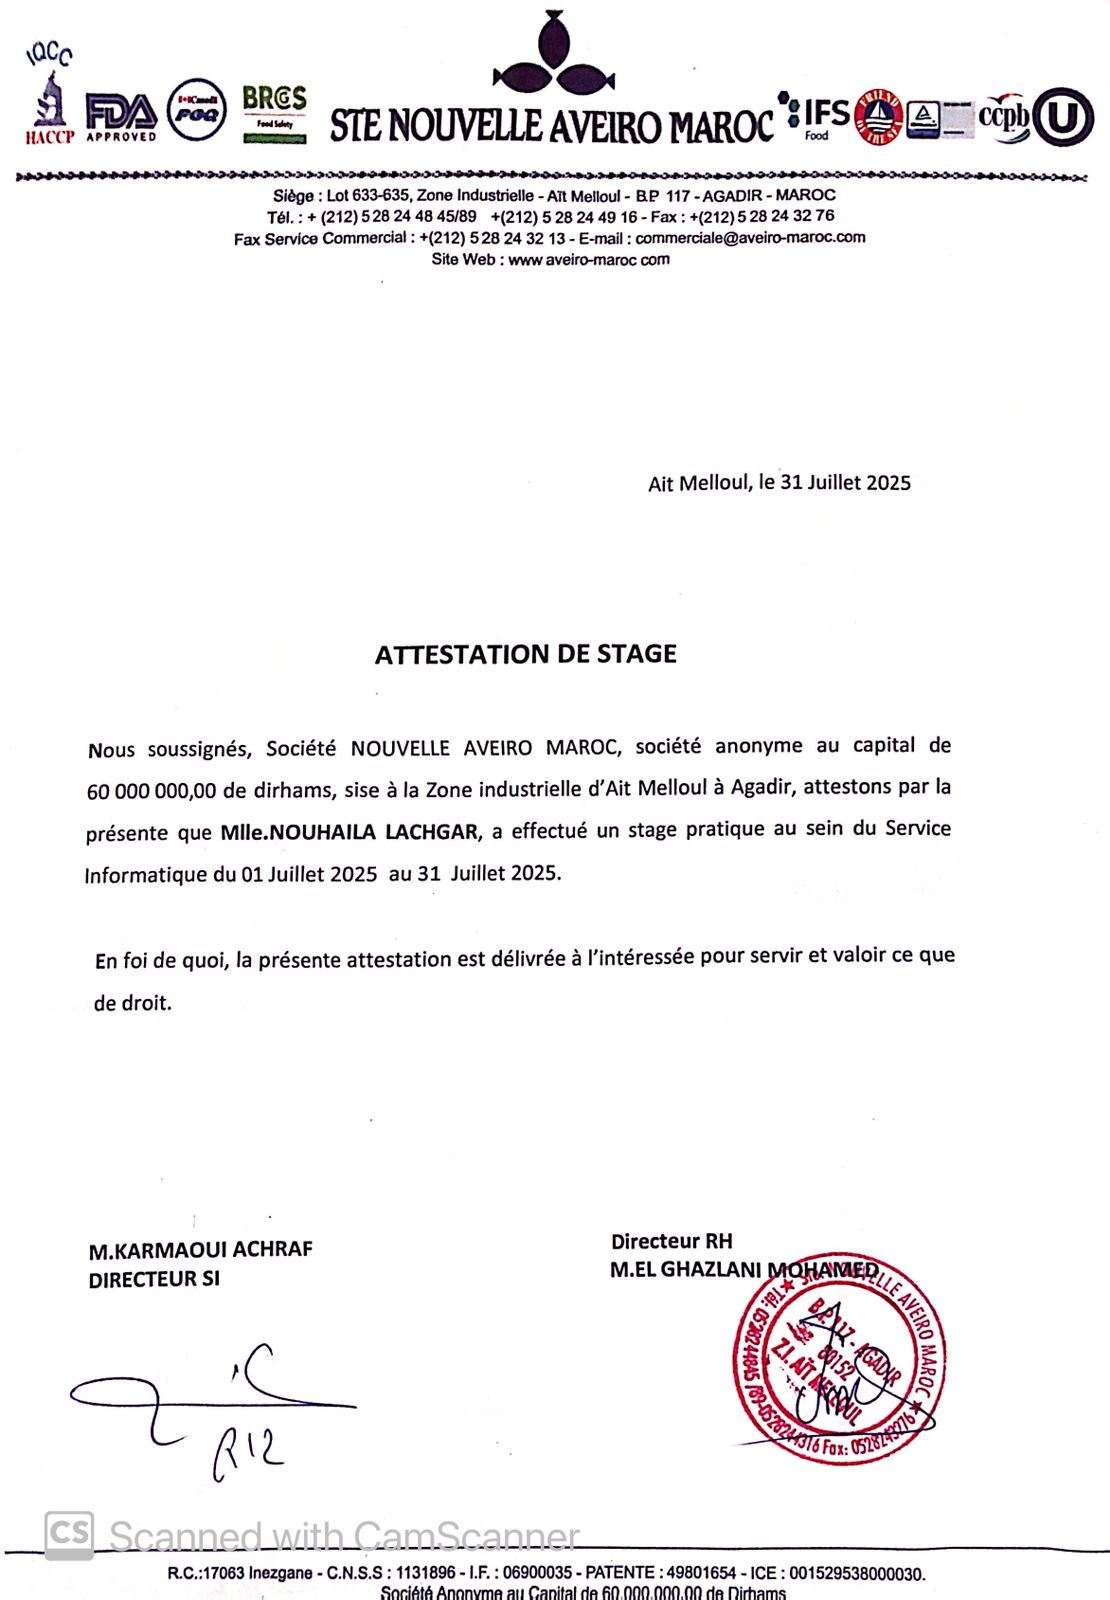 IQCC
HACCP
FDA
APPROVED
Canada
PGQ
BRCGS
Food Safety
STE NOUVELLE AVEIRO MAROC
IFS
Food
FRIEND OF THE SEA
ccpb
U
Siège : Lot 633-635, Zone Industrielle - Aït Melloul - B.P 117 - AGADIR - MAROC
Tél. : + (212) 5 28 24 48 45/89 +(212) 5 28 24 49 16 - Fax : +(212) 5 28 24 32 76
Fax Service Commercial : +(212) 5 28 24 32 13 - E-mail : commerciale@aveiro-maroc.com
Site Web : www aveiro-maroc com
Ait Melloul, le 31 Juillet 2025
ATTESTATION DE STAGE
Nous soussignés, Société NOUVELLE AVEIRO MAROC, société anonyme au capital de
60 000 000,00 de dirhams, sise à la Zone industrielle d’Ait Melloul à Agadir, attestons par la
présente que Mlle.NOUHAILA LACHGAR, a effectué un stage pratique au sein du Service
Informatique du 01 Juillet 2025 au 31 Juillet 2025.
En foi de quoi, la présente attestation est délivrée à l’intéressée pour servir et valoir ce que
de droit.
M.KARMAOUI ACHRAF
DIRECTEUR SI
Directeur RH
M.EL GHAZLANI MOHAMED
Sté. NOUVELLE AVEIRO MAROC
Tél: 0528244845 /89-0528244316 Fax: 0528243276
B.P. 117 - AGADIR
80152
Z.I. AÏT MELLOUL
CS Scanned with CamScanner
R.C.:17063 Inezgane - C.N.S.S : 1131896 - I.F. : 06900035 - PATENTE : 49801654 - ICE : 001529538000030.
Société Anonyme au Capital de 60.000.000,00 de Dirhams